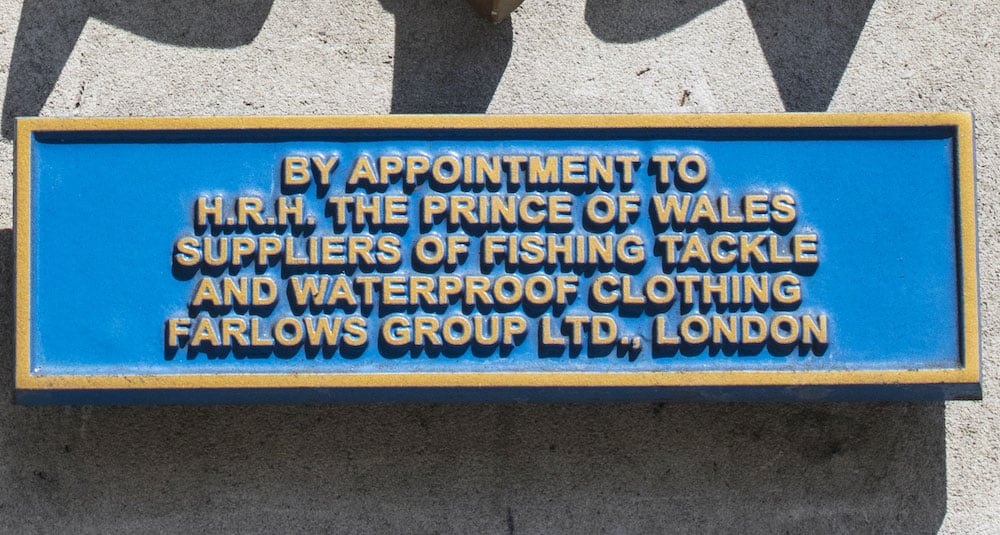 BY APPOINTMENT TO
H.R.H. THE PRINCE OF WALES
SUPPLIERS OF FISHING TACKLE
AND WATERPROOF CLOTHING
FARLOWS GROUP LTD., LONDON